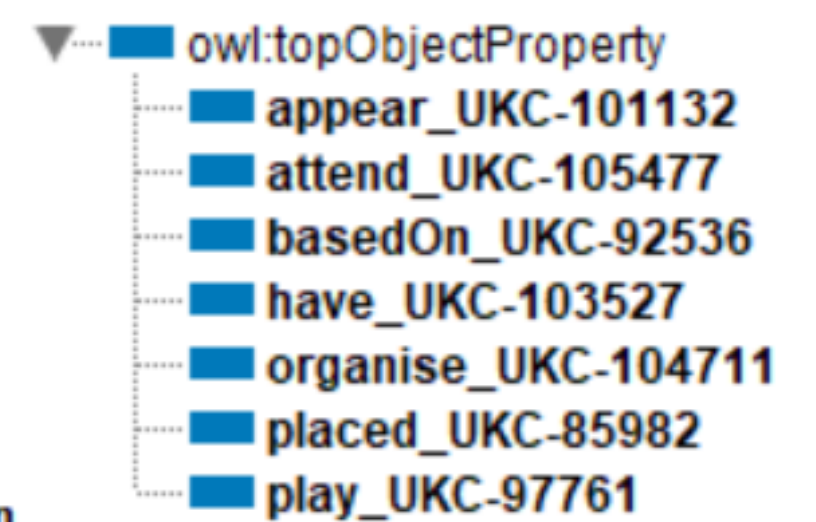 owl:topObjectProperty
appear_UKC-101132
attend_UKC-105477
basedOn_UKC-92536
have_UKC-103527
organise_UKC-104711
placed_UKC-85982
play_UKC-97761